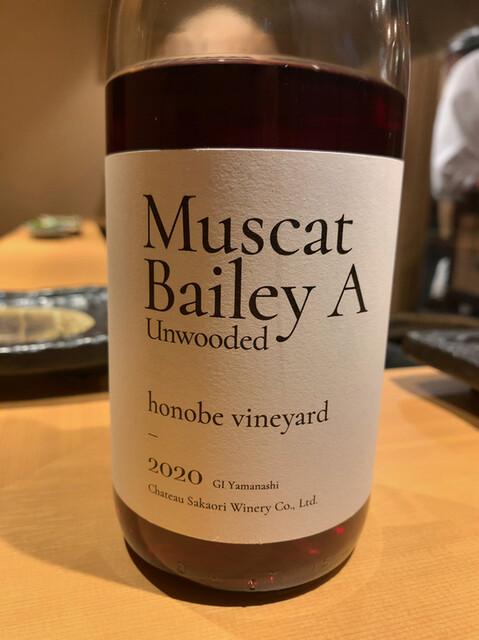 Muscat
Bailey A
Unwooded
honobe vineyard
–
2020 GI Yamanashi
Chateau Sakaori Winery Co., Ltd.